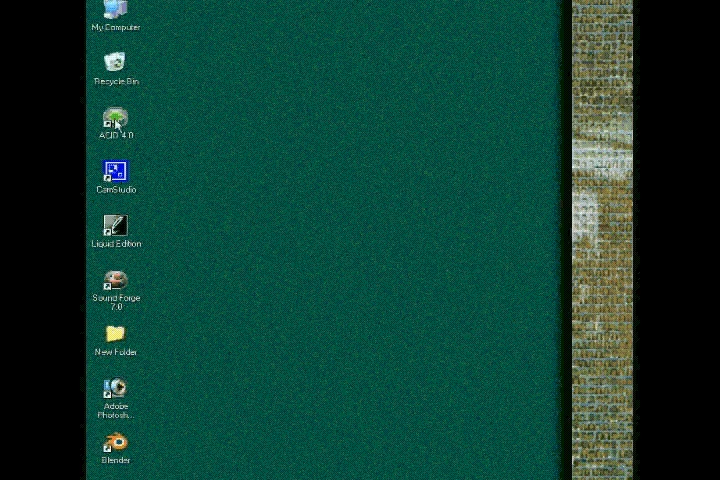 My Computer
Recycle Bin
ACID 4.0
CamStudio
Liquid Edition
Sound Forge
7.0
New Folder
Adobe
Photosh...
Blender